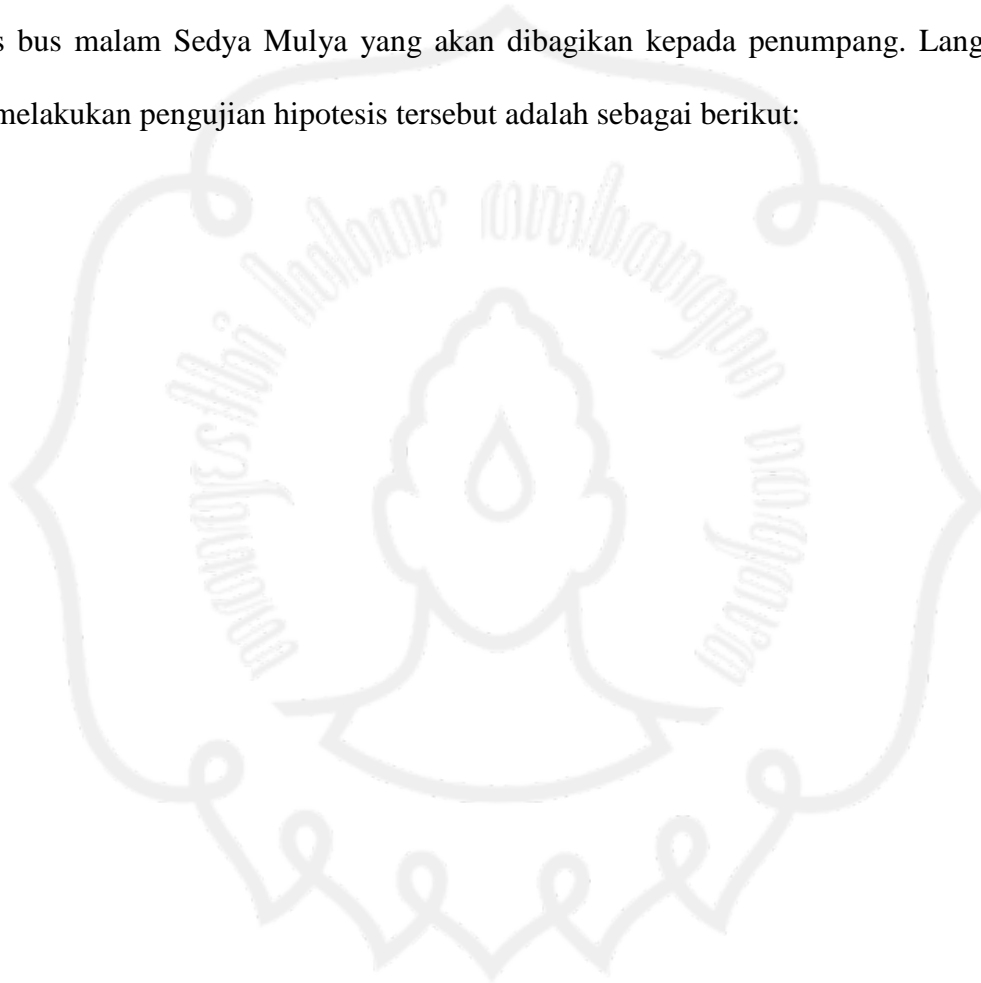 s bus malam Sedya Mulya yang akan dibagikan kepada penumpang. Lang
melakukan pengujian hipotesis tersebut adalah sebagai berikut: